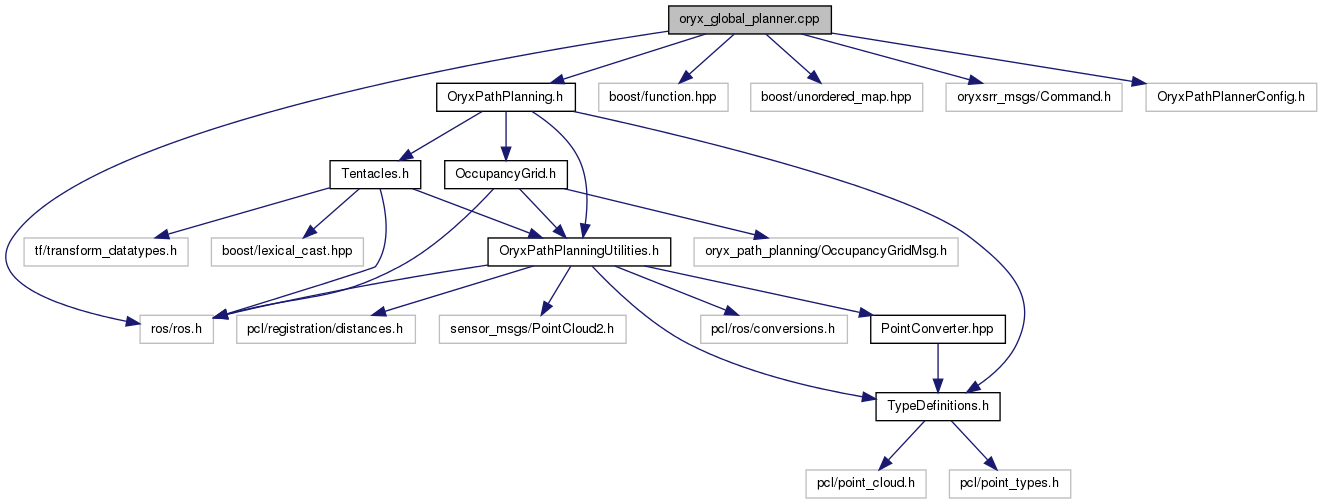 oryx_global_planner.cpp
OryxPathPlanning.h
boost/function.hpp
boost/unordered_map.hpp
oryxsrr_msgs/Command.h
OryxPathPlannerConfig.h
Tentacles.h
OccupancyGrid.h
tf/transform_datatypes.h
boost/lexical_cast.hpp
OryxPathPlanningUtilities.h
oryx_path_planning/OccupancyGridMsg.h
ros/ros.h
pcl/registration/distances.h
sensor_msgs/PointCloud2.h
pcl/ros/conversions.h
PointConverter.hpp
TypeDefinitions.h
pcl/point_cloud.h
pcl/point_types.h